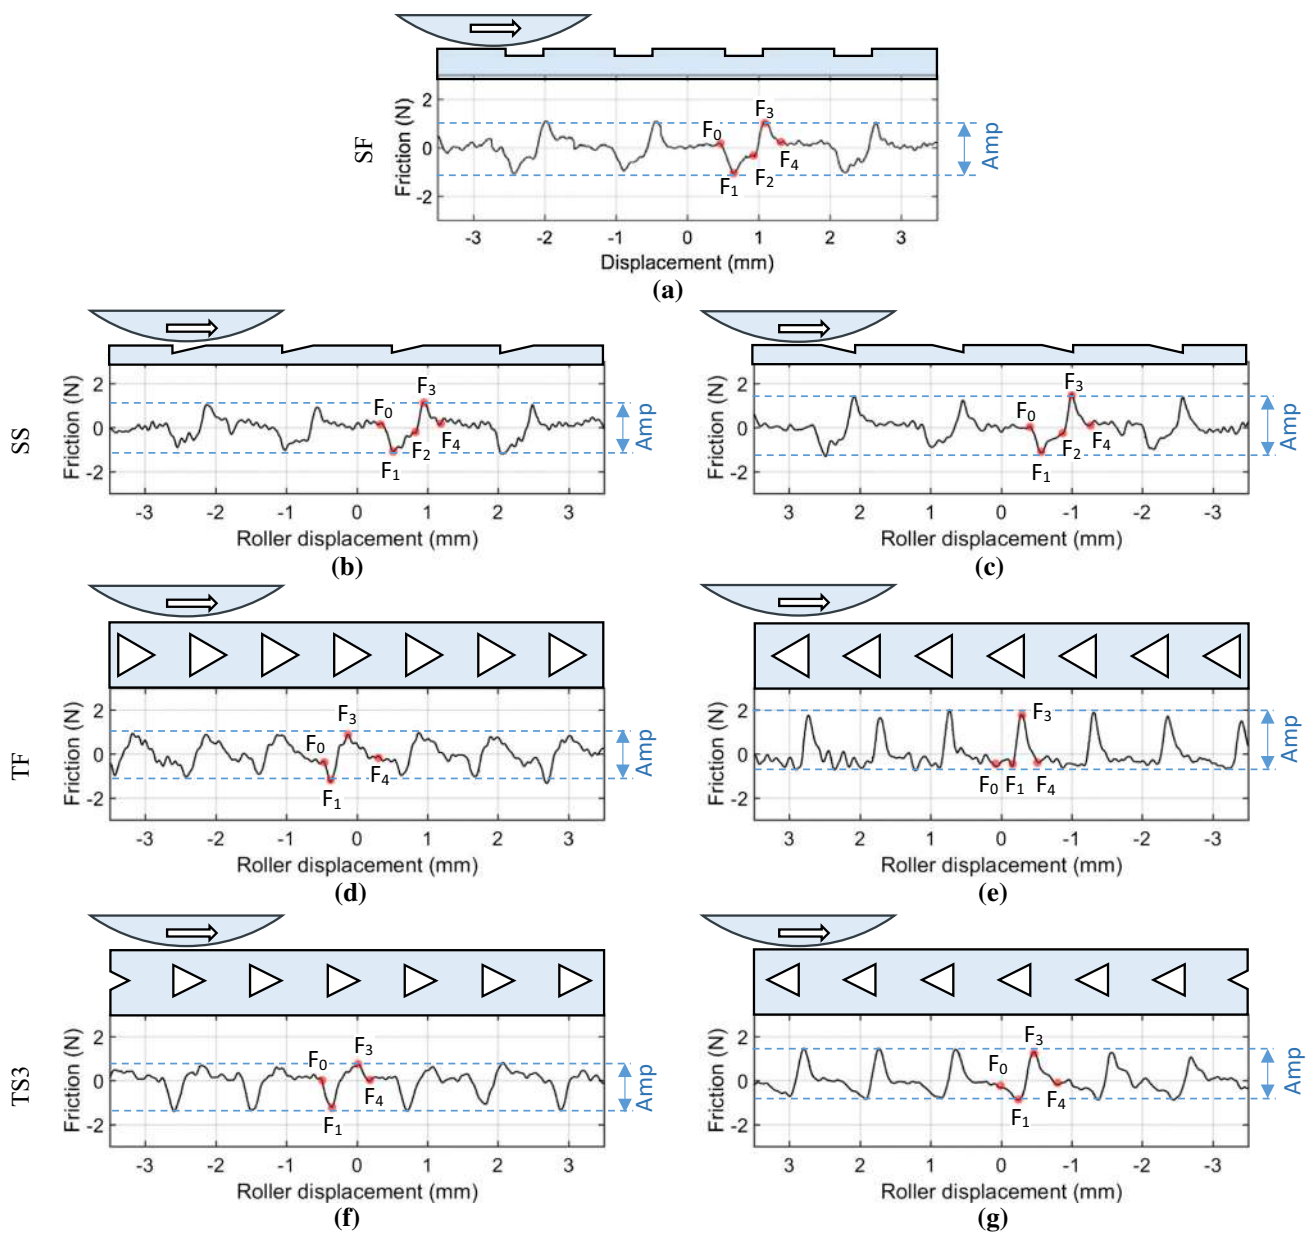 SF
Friction (N)
2
0
-2
F0
F1
F2
F3
F4
Amp
-3 -2 -1 0 1 2 3
Displacement (mm)
(a)
SS
Friction (N)
2
0
-2
F0
F1
F2
F3
F4
Amp
-3 -2 -1 0 1 2 3
Roller displacement (mm)
(b)
Friction (N)
2
0
-2
F0
F1
F2
F3
F4
Amp
3 2 1 0 -1 -2 -3
Roller displacement (mm)
(c)
TF
Friction (N)
2
0
-2
F0
F1
F3
F4
Amp
-3 -2 -1 0 1 2 3
Roller displacement (mm)
(d)
Friction (N)
2
0
-2
F0
F1
F3
F4
Amp
3 2 1 0 -1 -2 -3
Roller displacement (mm)
(e)
TS3
Friction (N)
2
0
-2
F0
F1
F3
F4
Amp
-3 -2 -1 0 1 2 3
Roller displacement (mm)
(f)
Friction (N)
2
0
-2
F0
F1
F3
F4
Amp
3 2 1 0 -1 -2 -3
Roller displacement (mm)
(g)